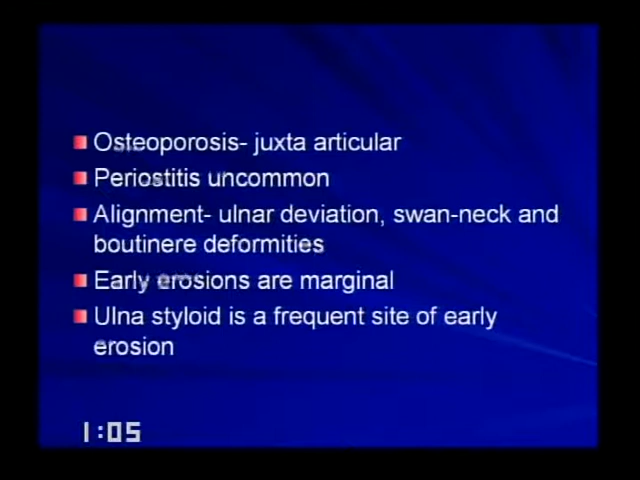 Osteoporosis- juxta articular
Periostitis uncommon
Alignment- ulnar deviation, swan-neck and
boutinere deformities
Early erosions are marginal
Ulna styloid is a frequent site of early
erosion
1:05